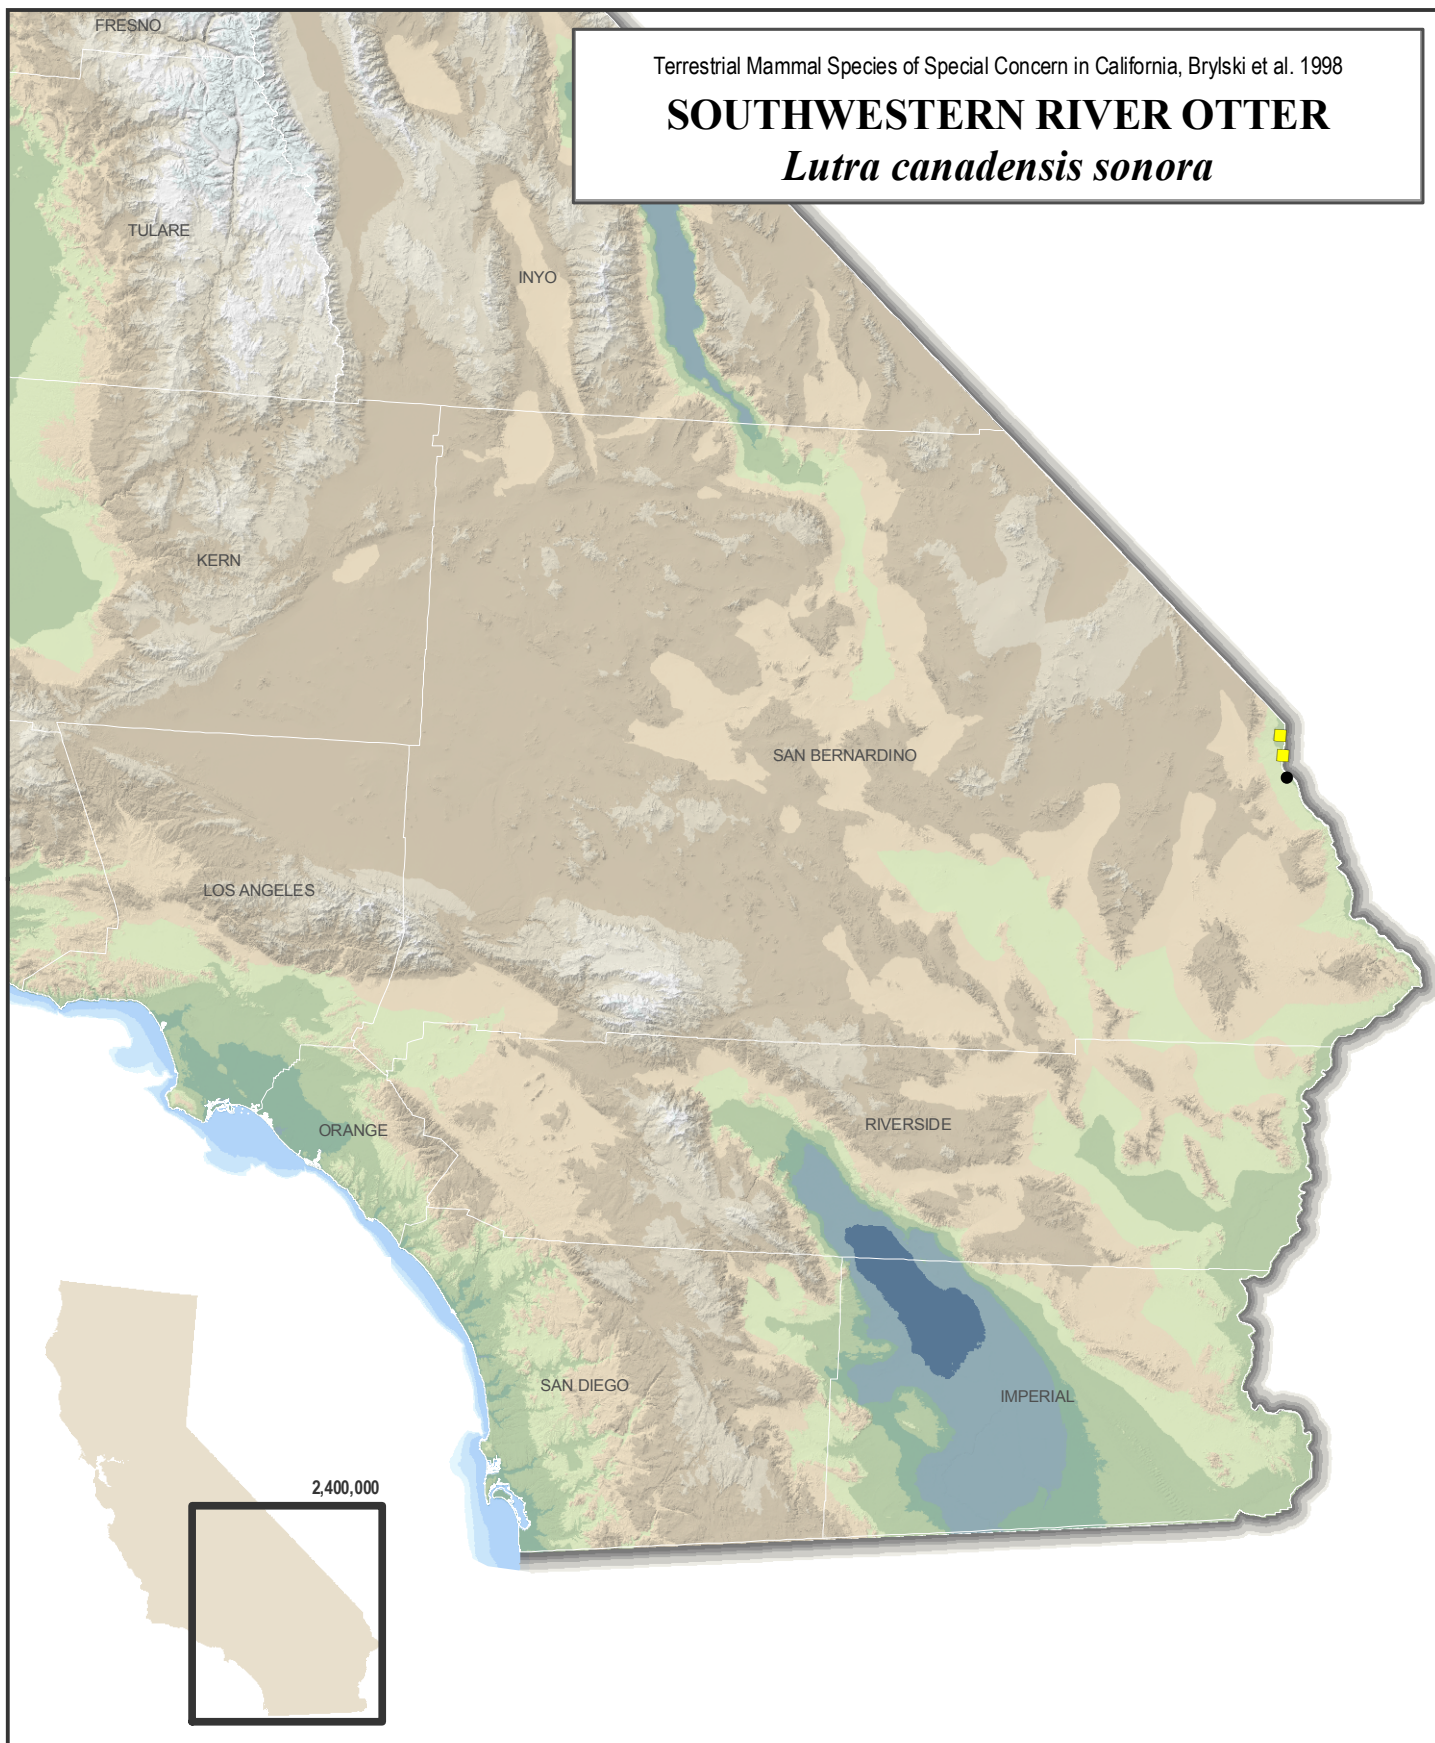 FRESNO
Terrestrial Mammal Species of Special Concern in California, Brylski et al. 1998
SOUTHWESTERN RIVER OTTER
Lutra canadensis sonora
TULARE
INYO
KERN
SAN BERNARDINO
LOS ANGELES
RIVERSIDE
ORANGE
SAN DIEGO
IMPERIAL
2,400,000